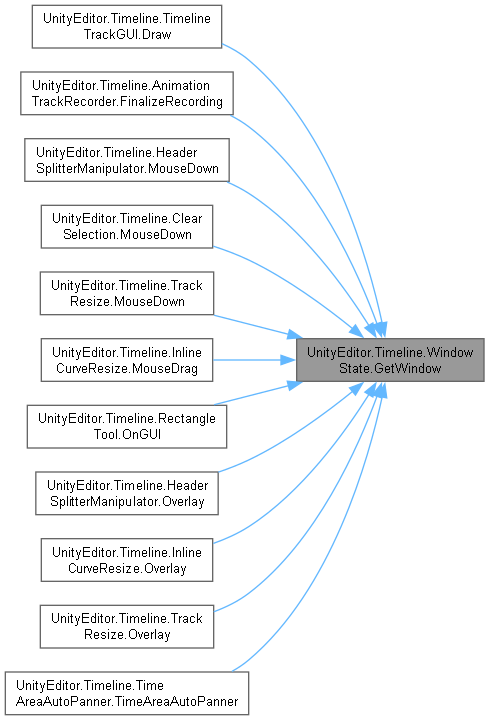 UnityEditor.Timeline.Timeline
TrackGUI.Draw
UnityEditor.Timeline.Animation
TrackRecorder.FinalizeRecording
UnityEditor.Timeline.Header
SplitterManipulator.MouseDown
UnityEditor.Timeline.Clear
Selection.MouseDown
UnityEditor.Timeline.Track
Resize.MouseDown
UnityEditor.Timeline.Inline
CurveResize.MouseDrag
UnityEditor.Timeline.Window
State.GetWindow
UnityEditor.Timeline.Rectangle
Tool.OnGUI
UnityEditor.Timeline.Header
SplitterManipulator.Overlay
UnityEditor.Timeline.Inline
CurveResize.Overlay
UnityEditor.Timeline.Track
Resize.Overlay
UnityEditor.Timeline.Time
AreaAutoPanner.TimeAreaAutoPanner